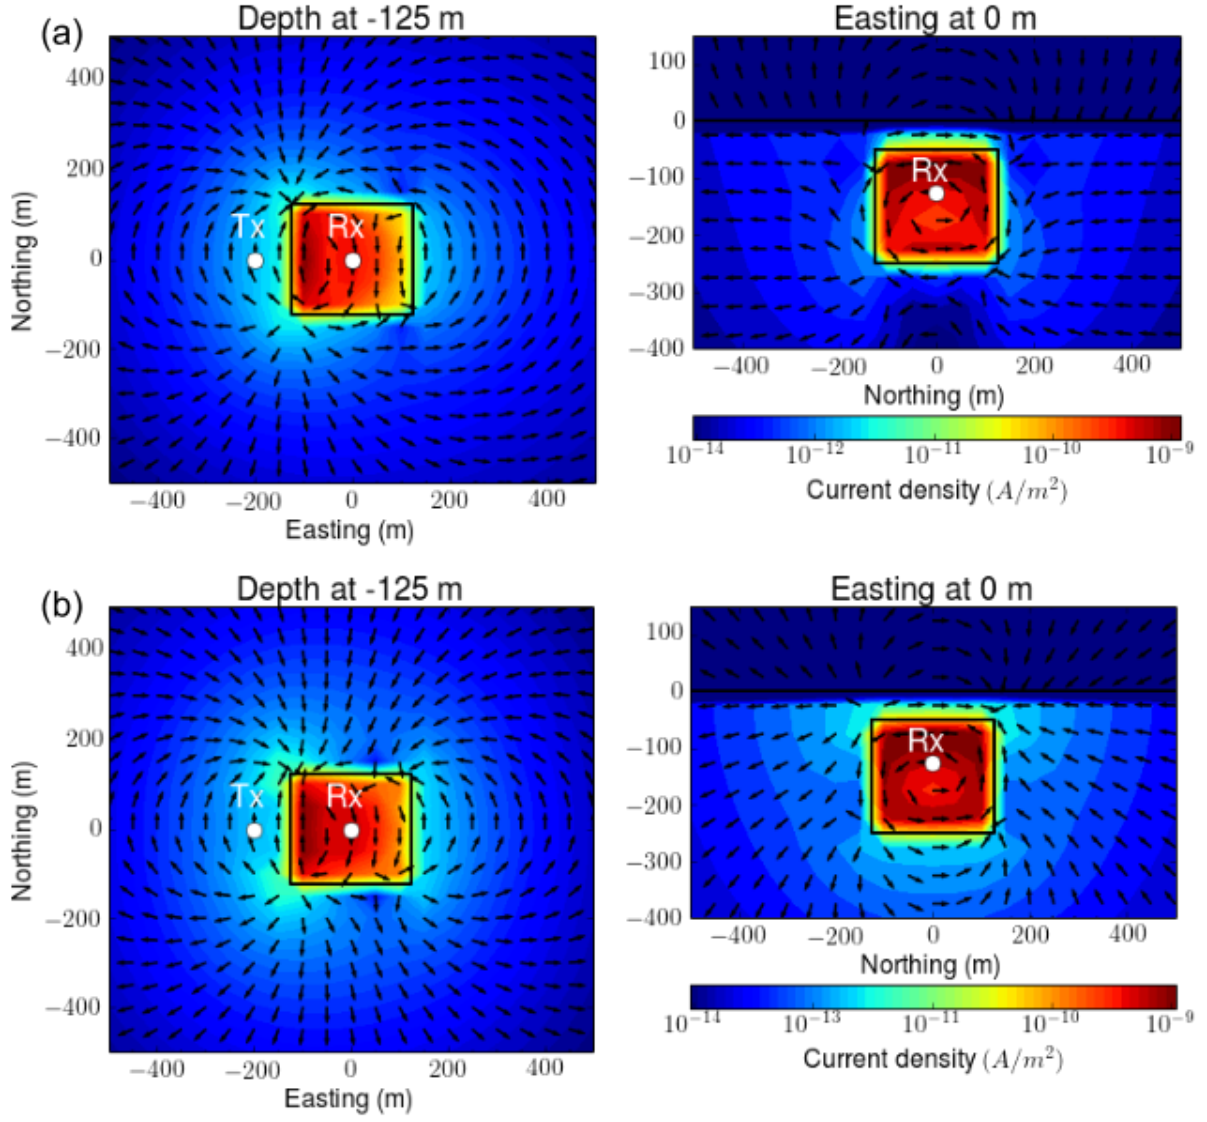 (a)
Depth at -125 m
Easting at 0 m
400
200
0
−200
−400
Northing (m)
Tx
Rx
−400 −200 0 200 400
Easting (m)
100
0
−100
−200
−300
−400
Rx
−400 −200 0 200 400
Northing (m)
10⁻¹⁴ 10⁻¹² 10⁻¹¹ 10⁻¹⁰ 10⁻⁹
Current density (A/m²)
(b)
Depth at -125 m
Easting at 0 m
400
200
0
−200
−400
Northing (m)
Tx
Rx
−400 −200 0 200 400
Easting (m)
100
0
−100
−200
−300
−400
Rx
−400 −200 0 200 400
Northing (m)
10⁻¹⁴ 10⁻¹³ 10⁻¹¹ 10⁻¹⁰ 10⁻⁹
Current density (A/m²)